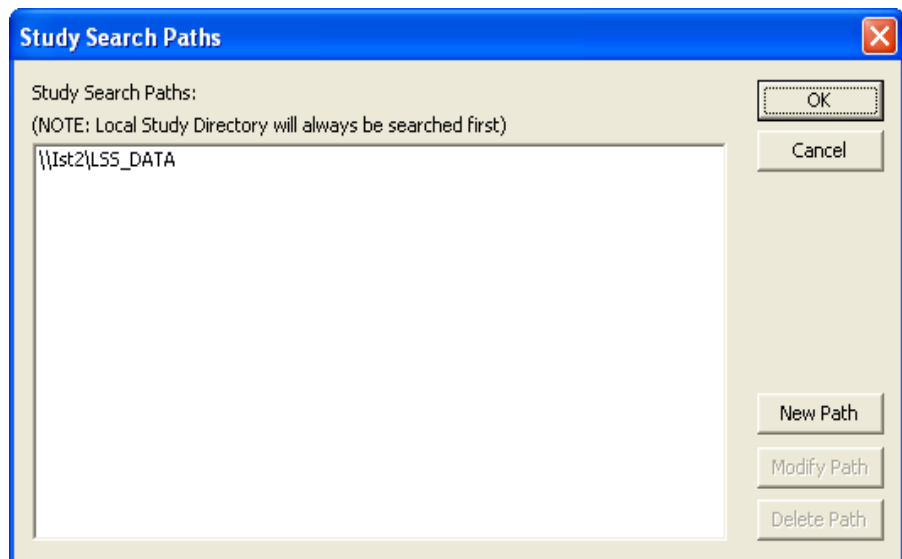 Study Search Paths
Study Search Paths:
(NOTE: Local Study Directory will always be searched first)
\\Ist2\LSS_DATA
OK
Cancel
New Path
Modify Path
Delete Path